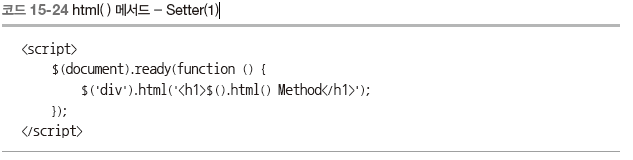 코드 15-24 html( ) 메서드 – Setter(1)
<script>
$(document).ready(function () {
$('div').html('<h1>$().html() Method</h1>');
});
</script>